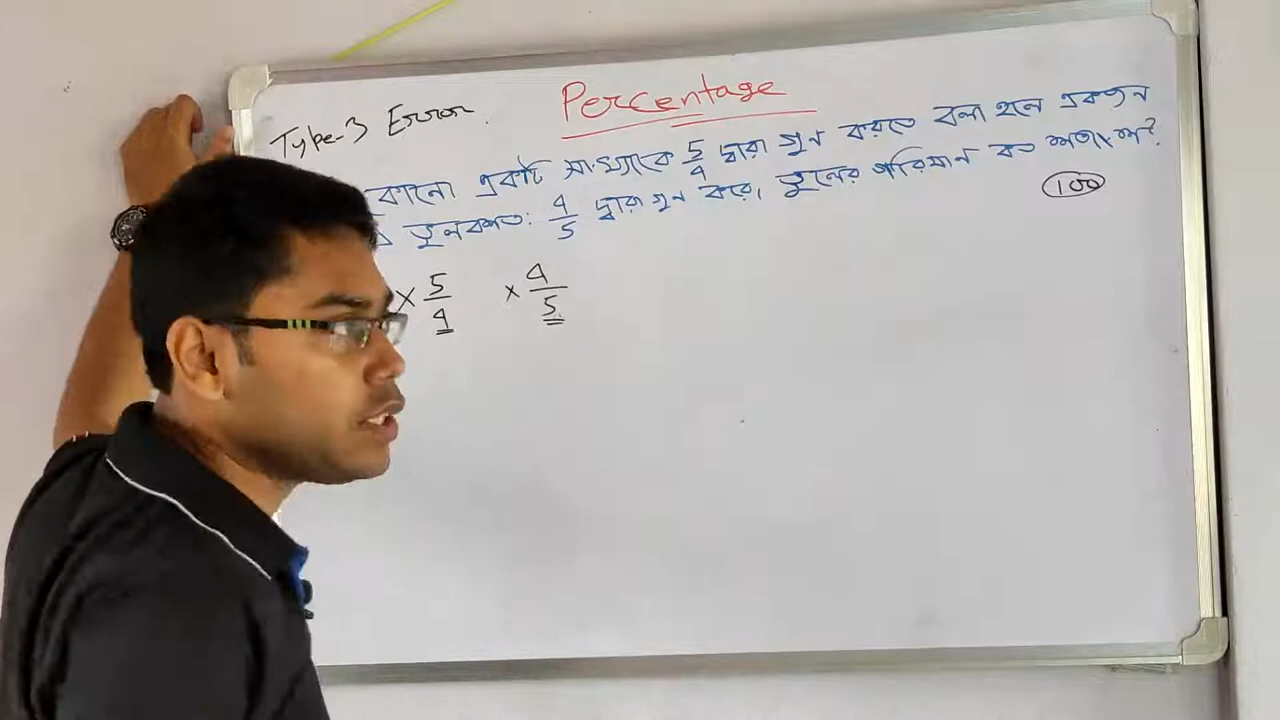 Percentage
Type-3 Error.
কোনো একটি সংখ্যাকে 5/4 দ্বারা গুন করতে বলা হলে একজন
ভুলবশত: 4/5 দ্বারা গুন করে, ভুলের পরিমান কত শতাংশ?
100
× 5/4 × 4/5